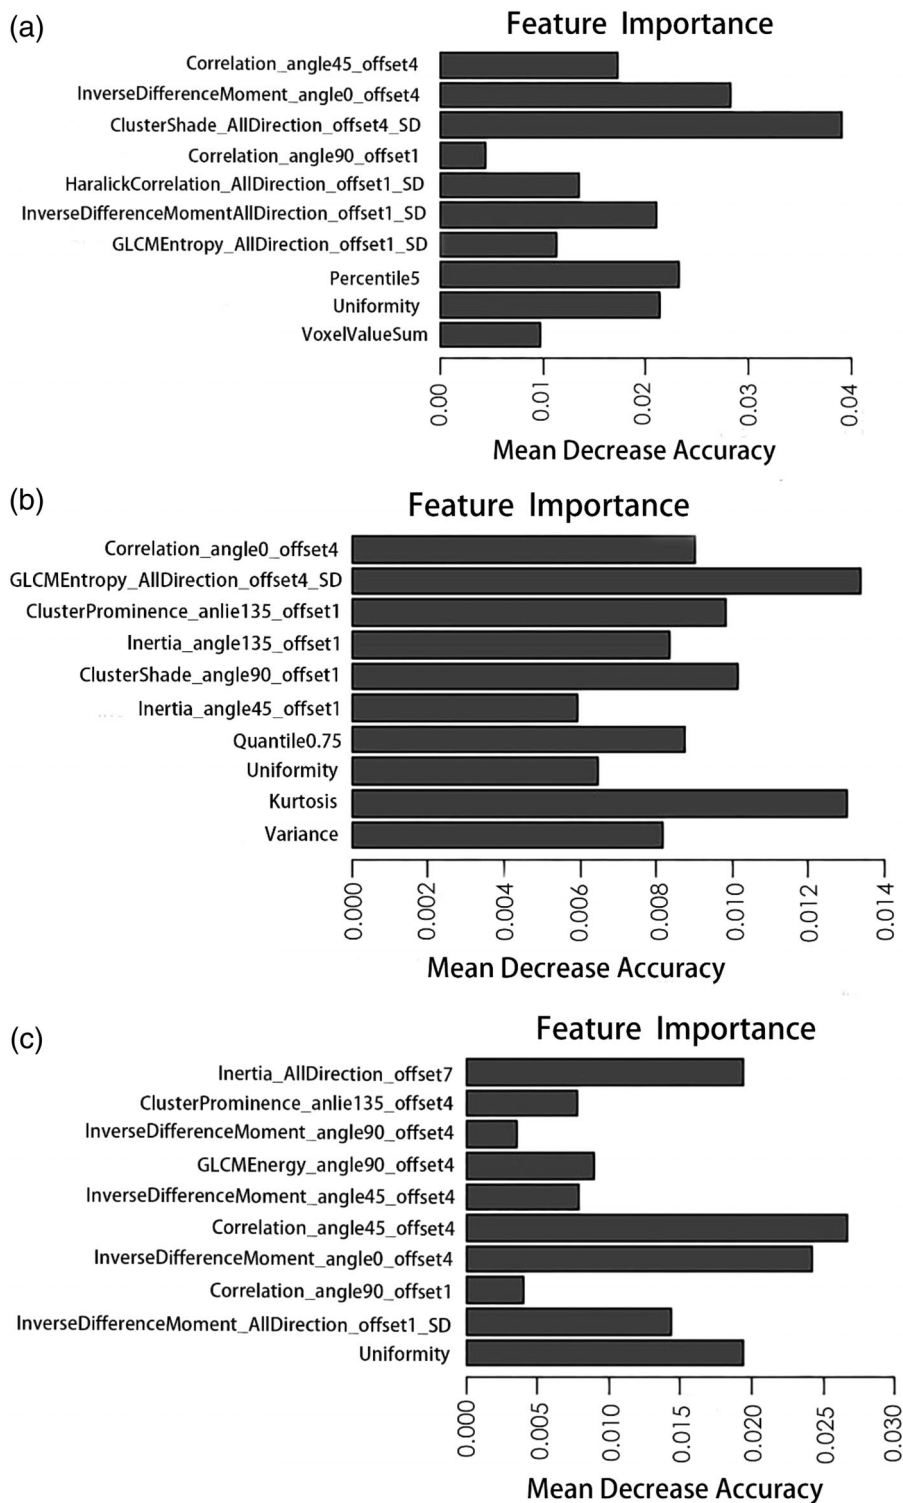 (a)
Feature Importance
Correlation_angle45_offset4
InverseDifferenceMoment_angle0_offset4
ClusterShade_AllDirection_offset4_SD
Correlation_angle90_offset1
HaralickCorrelation_AllDirection_offset1_SD
InverseDifferenceMomentAllDirection_offset1_SD
GLCMEntropy_AllDirection_offset1_SD
Percentile5
Uniformity
VoxelValueSum
0.00 0.01 0.02 0.03 0.04
Mean Decrease Accuracy
(b)
Feature Importance
Correlation_angle0_offset4
GLCMEntropy_AllDirection_offset4_SD
ClusterProminence_anlie135_offset1
Inertia_angle135_offset1
ClusterShade_angle90_offset1
Inertia_angle45_offset1
Quantile0.75
Uniformity
Kurtosis
Variance
0.000 0.002 0.004 0.006 0.008 0.010 0.012 0.014
Mean Decrease Accuracy
(c)
Feature Importance
Inertia_AllDirection_offset7
ClusterProminence_anlie135_offset4
InverseDifferenceMoment_angle90_offset4
GLCMEnergy_angle90_offset4
InverseDifferenceMoment_angle45_offset4
Correlation_angle45_offset4
InverseDifferenceMoment_angle0_offset4
Correlation_angle90_offset1
InverseDifferenceMoment_AllDirection_offset1_SD
Uniformity
0.000 0.005 0.010 0.015 0.020 0.025 0.030
Mean Decrease Accuracy